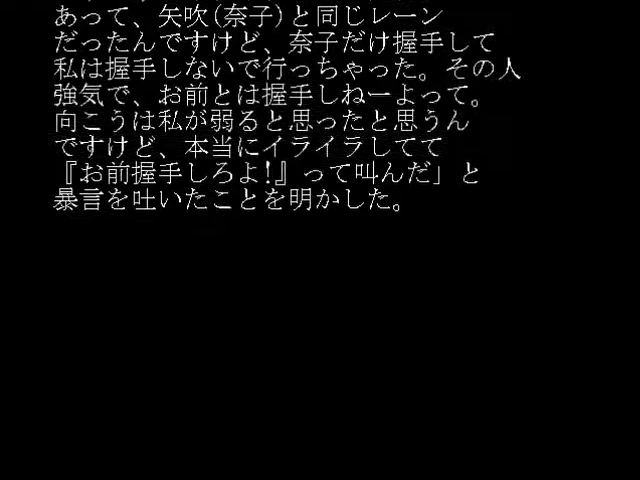 あって、矢吹(奈子)と同じレーン
だったんですけど、奈子だけ握手して
私は握手しないで行っちゃった。その人
強気で、お前とは握手しねーよって。
向こうは私が弱ると思ったと思うん
ですけど、本当にイライラしてて
『お前握手しろよ!』って叫んだ」と
暴言を吐いたことを明かした。